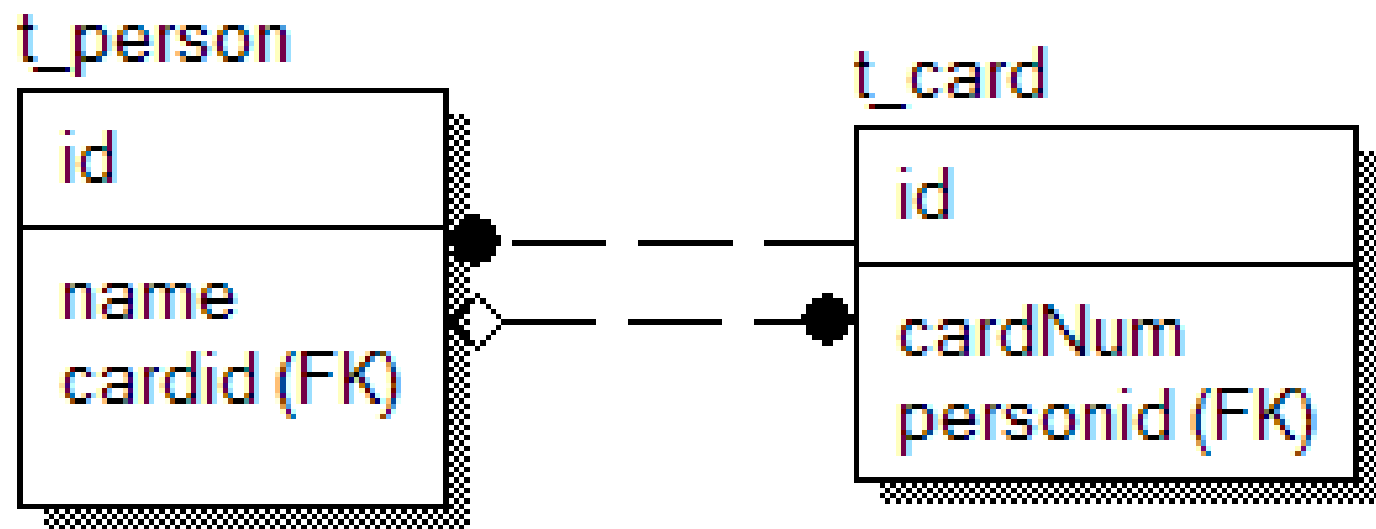 t_person
id
name
cardid (FK)
t_card
id
cardNum
personid (FK)